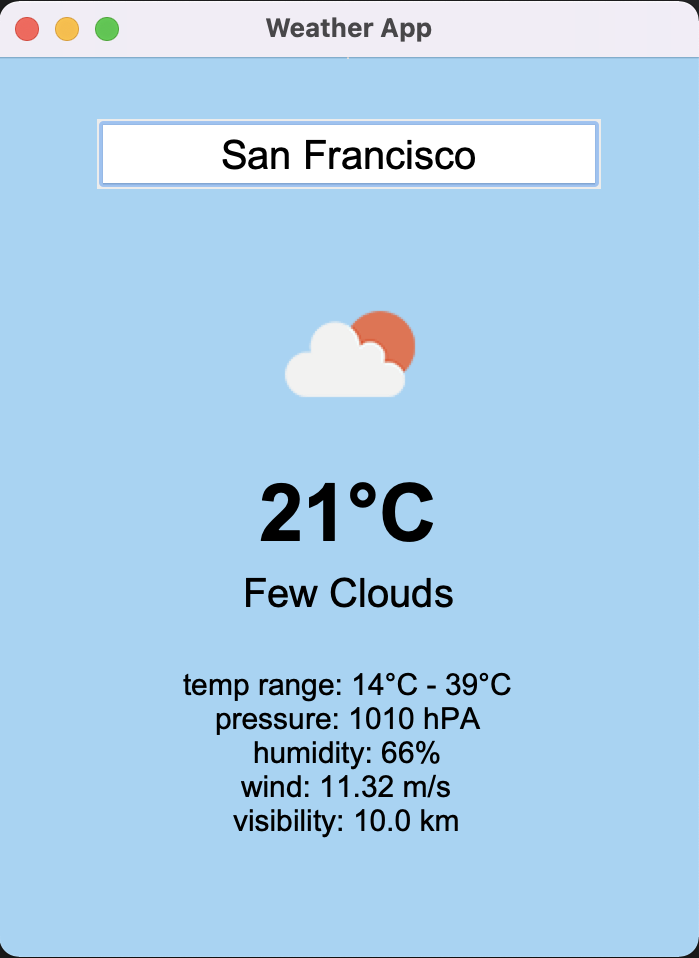 Weather App
San Francisco
21°C
Few Clouds
temp range: 14°C - 39°C
pressure: 1010 hPA
humidity: 66%
wind: 11.32 m/s
visibility: 10.0 km